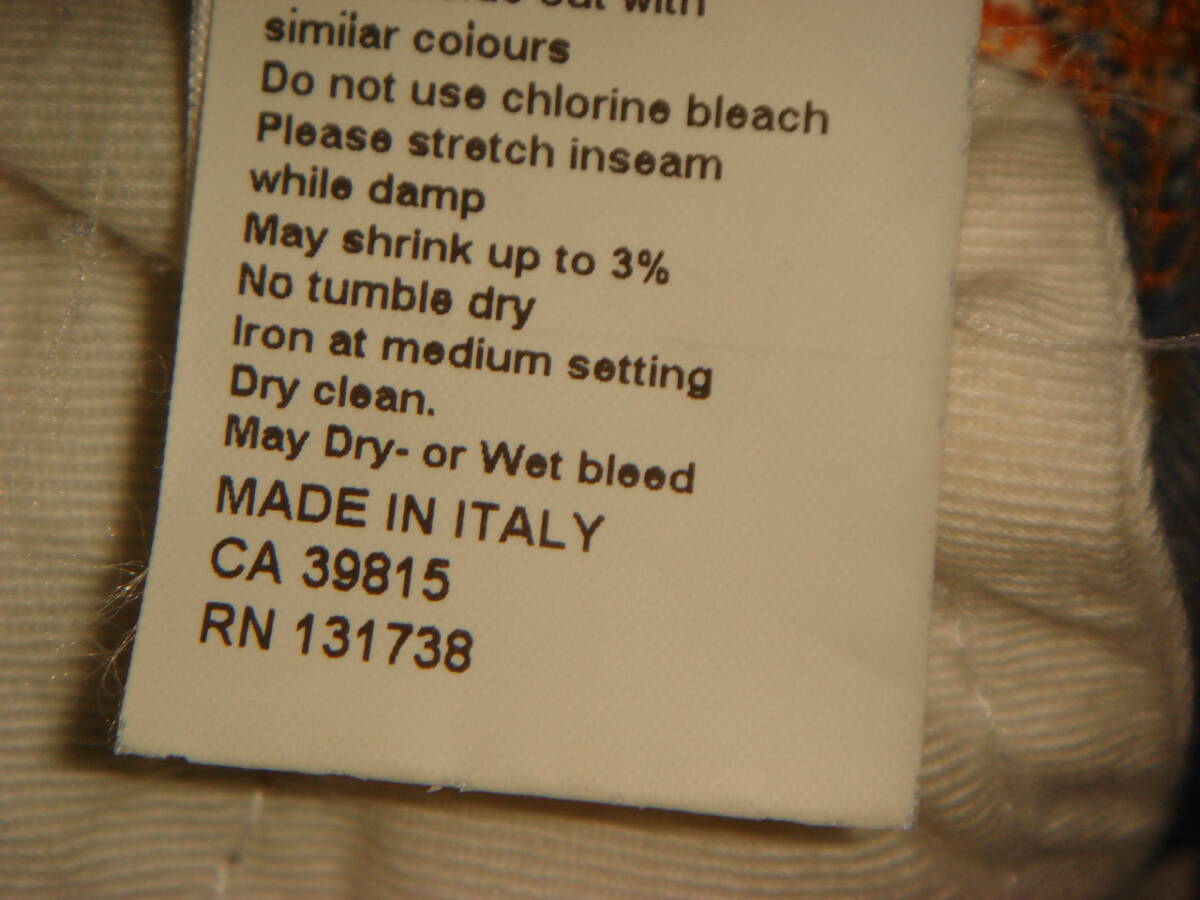 out with
similar colours
Do not use chlorine bleach
Please stretch inseam
while damp
May shrink up to 3%
No tumble dry
Iron at medium setting
Dry clean.
May Dry- or Wet bleed
MADE IN ITALY
CA 39815
RN 131738